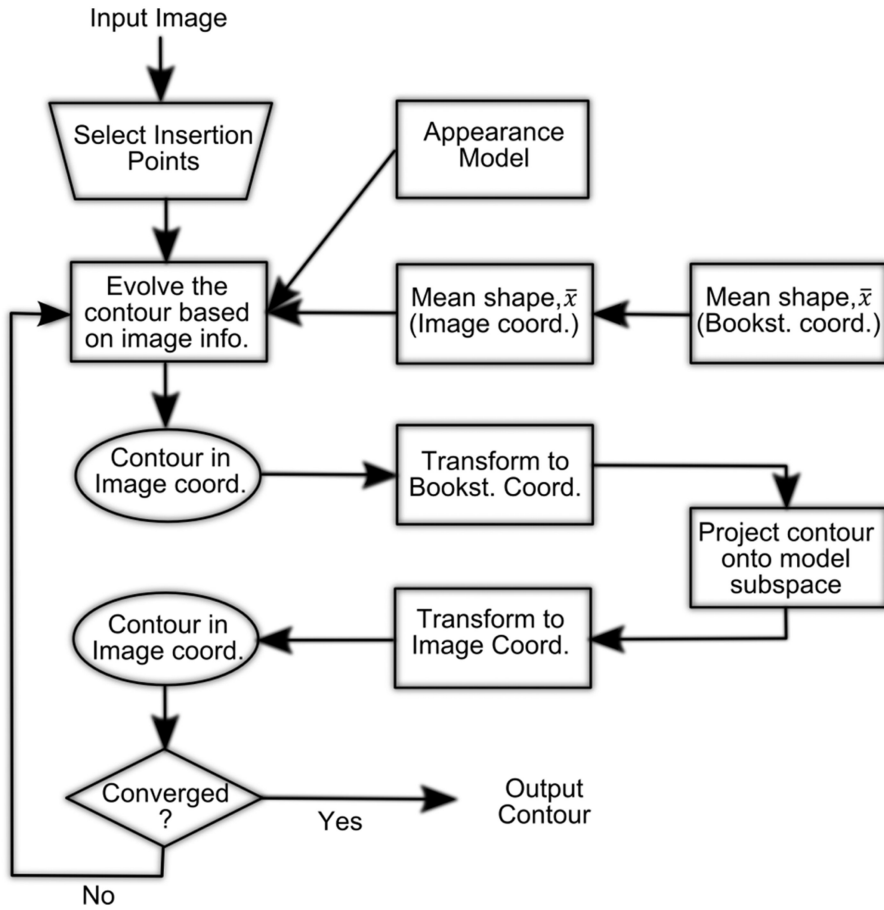 Input Image
Select Insertion
Points
Appearance
Model
Evolve the
contour based
on image info.
Mean shape, x̄
(Image coord.)
Mean shape, x̄
(Bookst. coord.)
Contour in
Image coord.
Transform to
Bookst. Coord.
Project contour
onto model
subspace
Transform to
Image Coord.
Contour in
Image coord.
Converged
?
Yes
Output
Contour
No